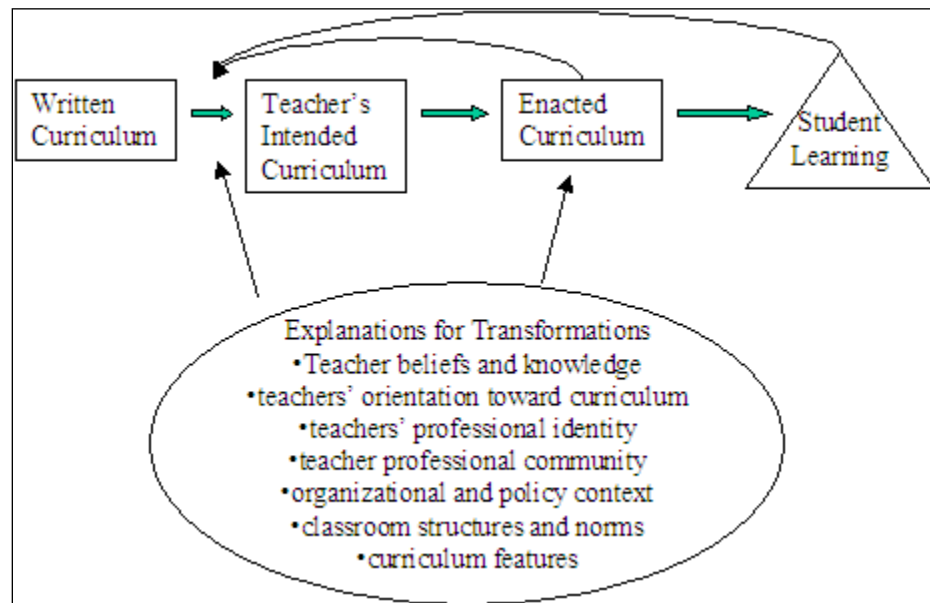 Written
Curriculum
Teacher’s
Intended
Curriculum
Enacted
Curriculum
Student
Learning
Explanations for Transformations
•Teacher beliefs and knowledge
•teachers’ orientation toward curriculum
•teachers’ professional identity
•teacher professional community
•organizational and policy context
•classroom structures and norms
•curriculum features